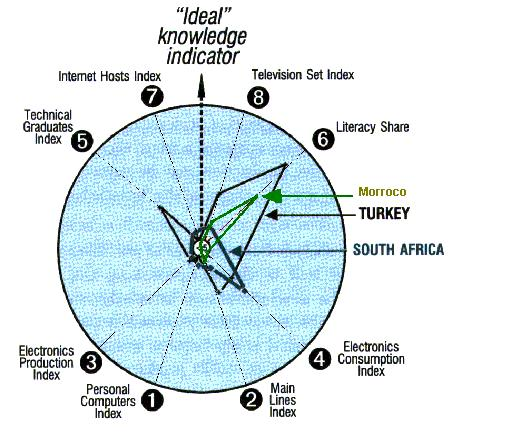 "Ideal"
knowledge
indicator
Internet Hosts Index
7
Television Set Index
8
Technical
Graduates
Index
5
6
Literacy Share
Morroco
TURKEY
SOUTH AFRICA
Electronics
Production
Index
3
4
Electronics
Consumption
Index
Personal
Computers
Index
1
2
Main
Lines
Index